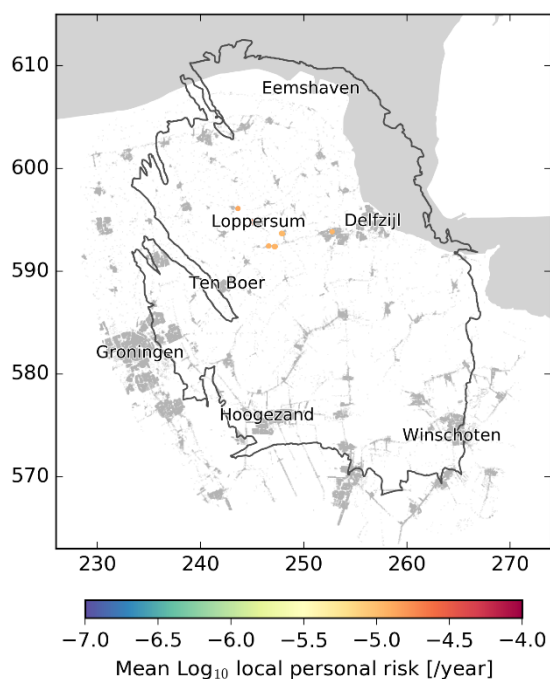 610
600
590
580
570
Eemshaven
Loppersum
Delfzijl
Ten Boer
Groningen
Hoogezand
Winschoten
230 240 250 260 270
−7.0 −6.5 −6.0 −5.5 −5.0 −4.5 −4.0
Mean Log₁₀ local personal risk [/year]